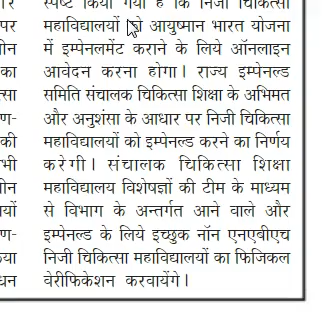 स्पष्ट किया गया है कि निजी चिकित्सा
महाविद्यालयों को आयुष्मान भारत योजना
में इम्पेनलमेंट कराने के लिये ऑनलाइन
आवेदन करना होगा। राज्य इम्पेनल्ड
समिति संचालक चिकित्सा शिक्षा के अभिमत
और अनुशंसा के आधार पर निजी चिकित्सा
महाविद्यालयों को इम्पेनल्ड करने का निर्णय
करेगी। संचालक चिकित्सा शिक्षा
महाविद्यालय विशेषज्ञों की टीम के माध्यम
से विभाग के अन्तर्गत आने वाले और
इम्पेनल्ड के लिये इच्छुक नॉन एनएबीएच
निजी चिकित्सा महाविद्यालयों का फिजिकल
वेरीफिकेशन करवायेंगे।